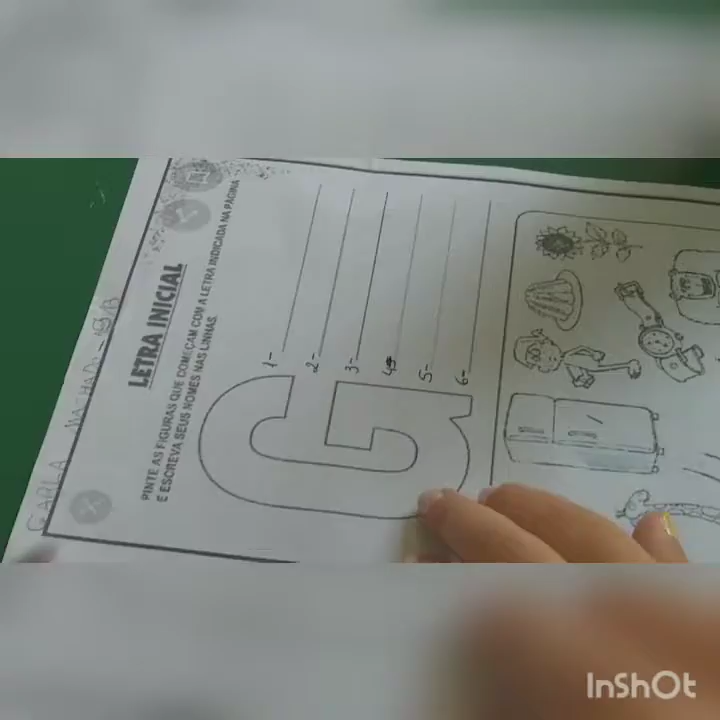 LETRA INICIAL
PINTE AS FIGURAS QUE COMEÇAM COM A LETRA INDICADA NA PÁGINA
E ESCREVA SEUS NOMES NAS LINHAS.
G
1-
2-
3-
4-
5-
6-
InShOt